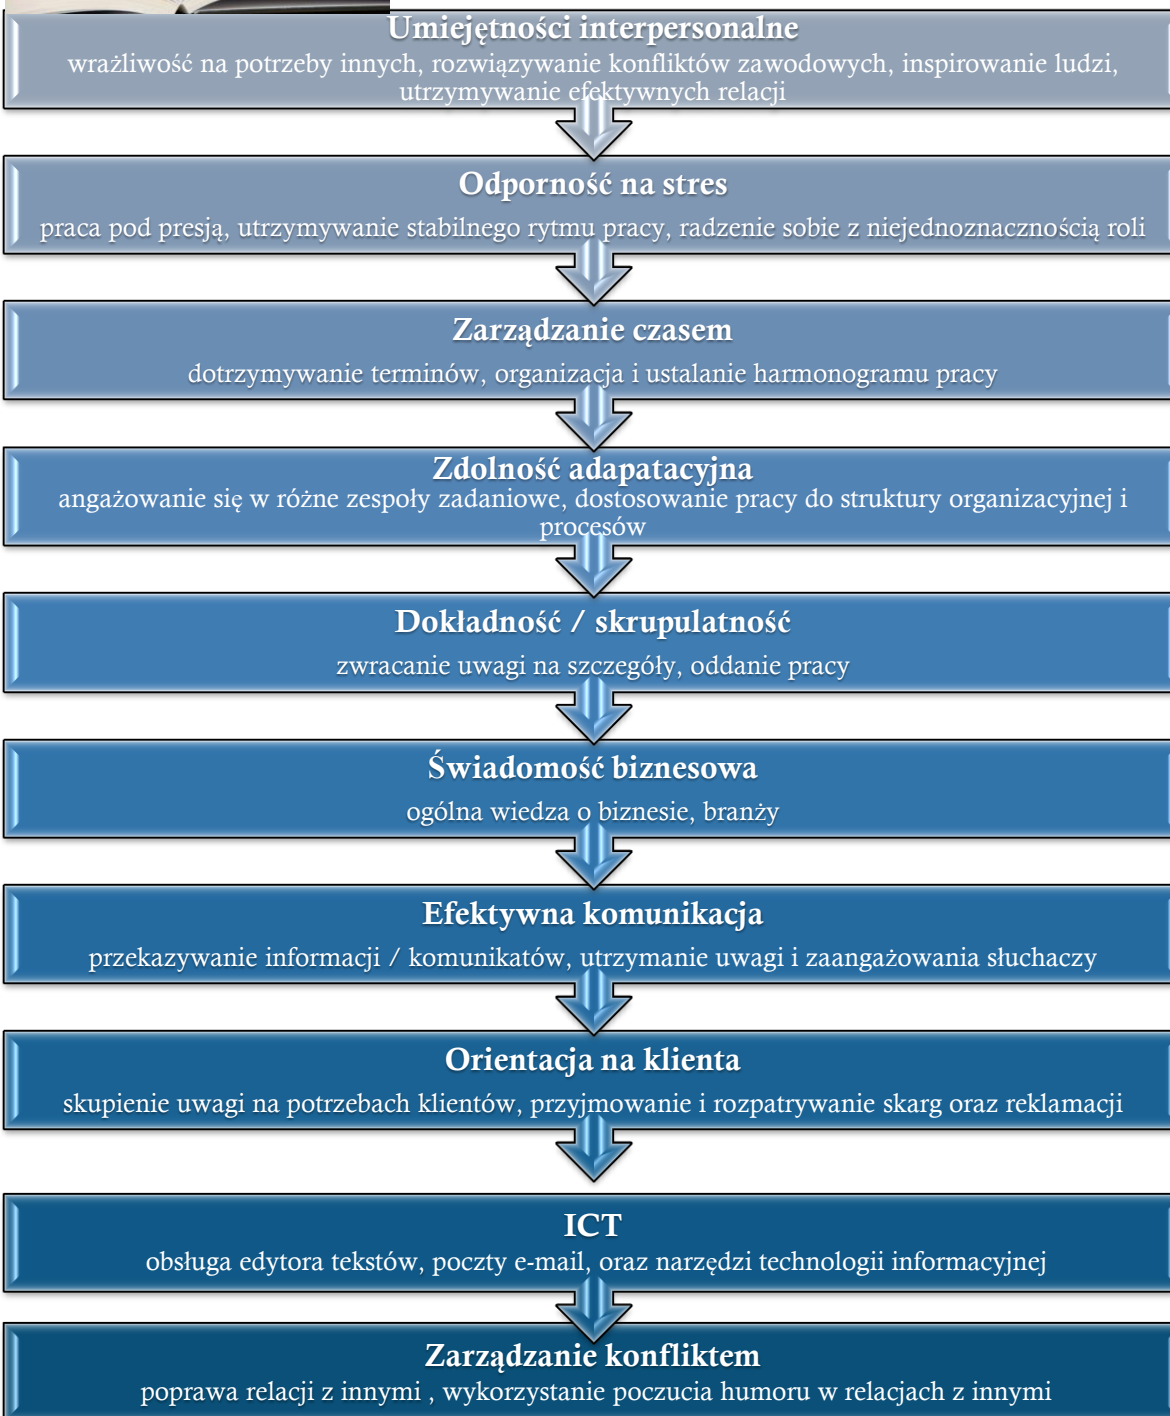 Umiejętności interpersonalne
wrażliwość na potrzeby innych, rozwiązywanie konfliktów zawodowych, inspirowanie ludzi,
utrzymywanie efektywnych relacji
Odporność na stres
praca pod presją, utrzymywanie stabilnego rytmu pracy, radzenie sobie z niejednoznacznością roli
Zarządzanie czasem
dotrzymywanie terminów, organizacja i ustalanie harmonogramu pracy
Zdolność adapatacyjna
angażowanie się w różne zespoły zadaniowe, dostosowanie pracy do struktury organizacyjnej i
procesów
Dokładność / skrupulatność
zwracanie uwagi na szczegóły, oddanie pracy
Świadomość biznesowa
ogólna wiedza o biznesie, branży
Efektywna komunikacja
przekazywanie informacji / komunikatów, utrzymanie uwagi i zaangażowania słuchaczy
Orientacja na klienta
skupienie uwagi na potrzebach klientów, przyjmowanie i rozpatrywanie skarg oraz reklamacji
ICT
obsługa edytora tekstów, poczty e-mail, oraz narzędzi technologii informacyjnej
Zarządzanie konfliktem
poprawa relacji z innymi , wykorzystanie poczucia humoru w relacjach z innymi